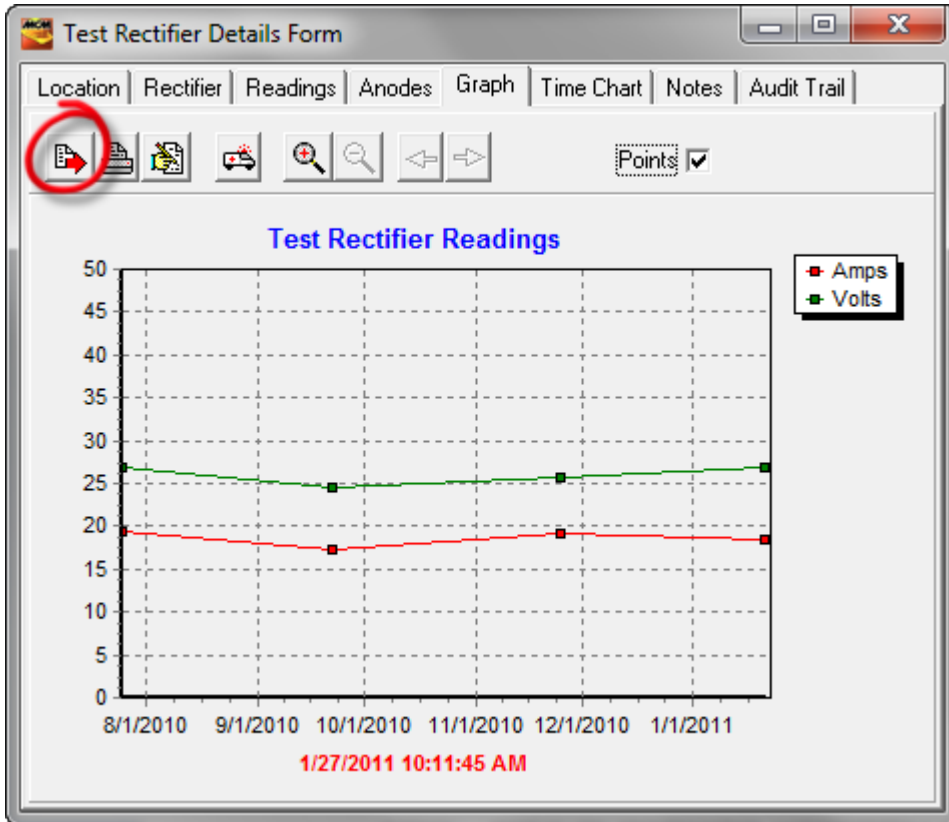 MCM
Test Rectifier Details Form
Location Rectifier Readings Anodes Graph Time Chart Notes Audit Trail
Points
Test Rectifier Readings
Amps
Volts
50
45
40
35
30
25
20
15
10
5
0
8/1/2010 9/1/2010 10/1/2010 11/1/2010 12/1/2010 1/1/2011
1/27/2011 10:11:45 AM